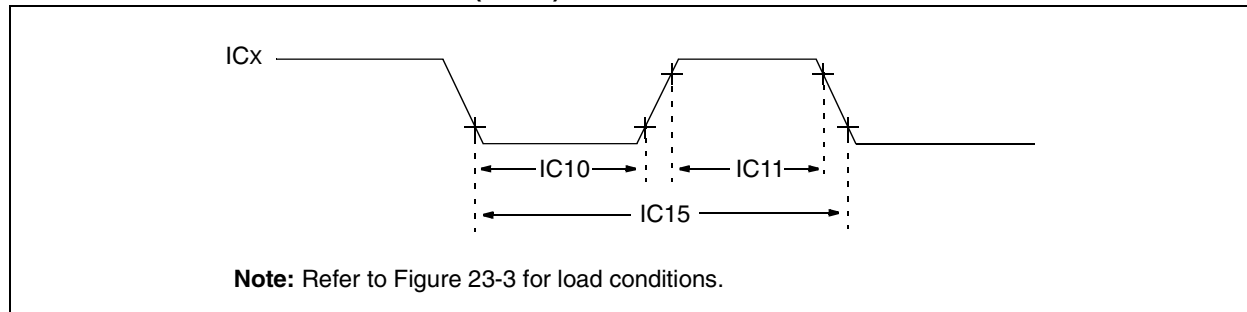 ICx
IC10
IC11
IC15
Note: Refer to Figure 23-3 for load conditions.